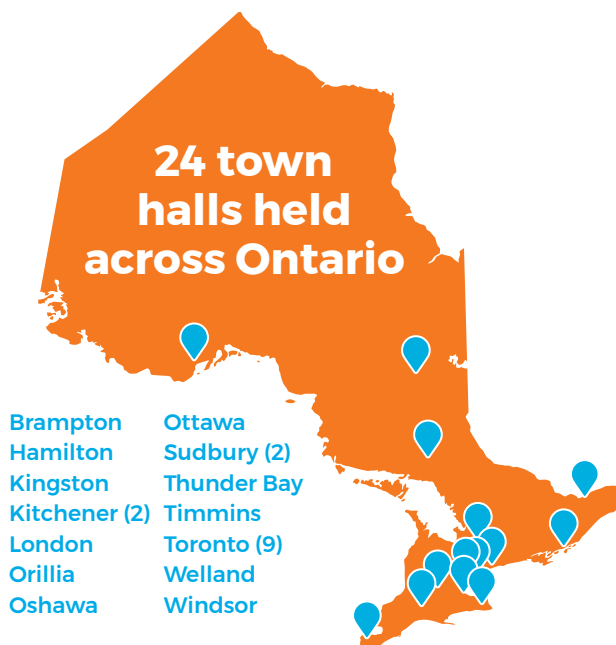 24 town
halls held
across Ontario
Brampton
Hamilton
Kingston
Kitchener (2)
London
Orillia
Oshawa
Ottawa
Sudbury (2)
Thunder Bay
Timmins
Toronto (9)
Welland
Windsor